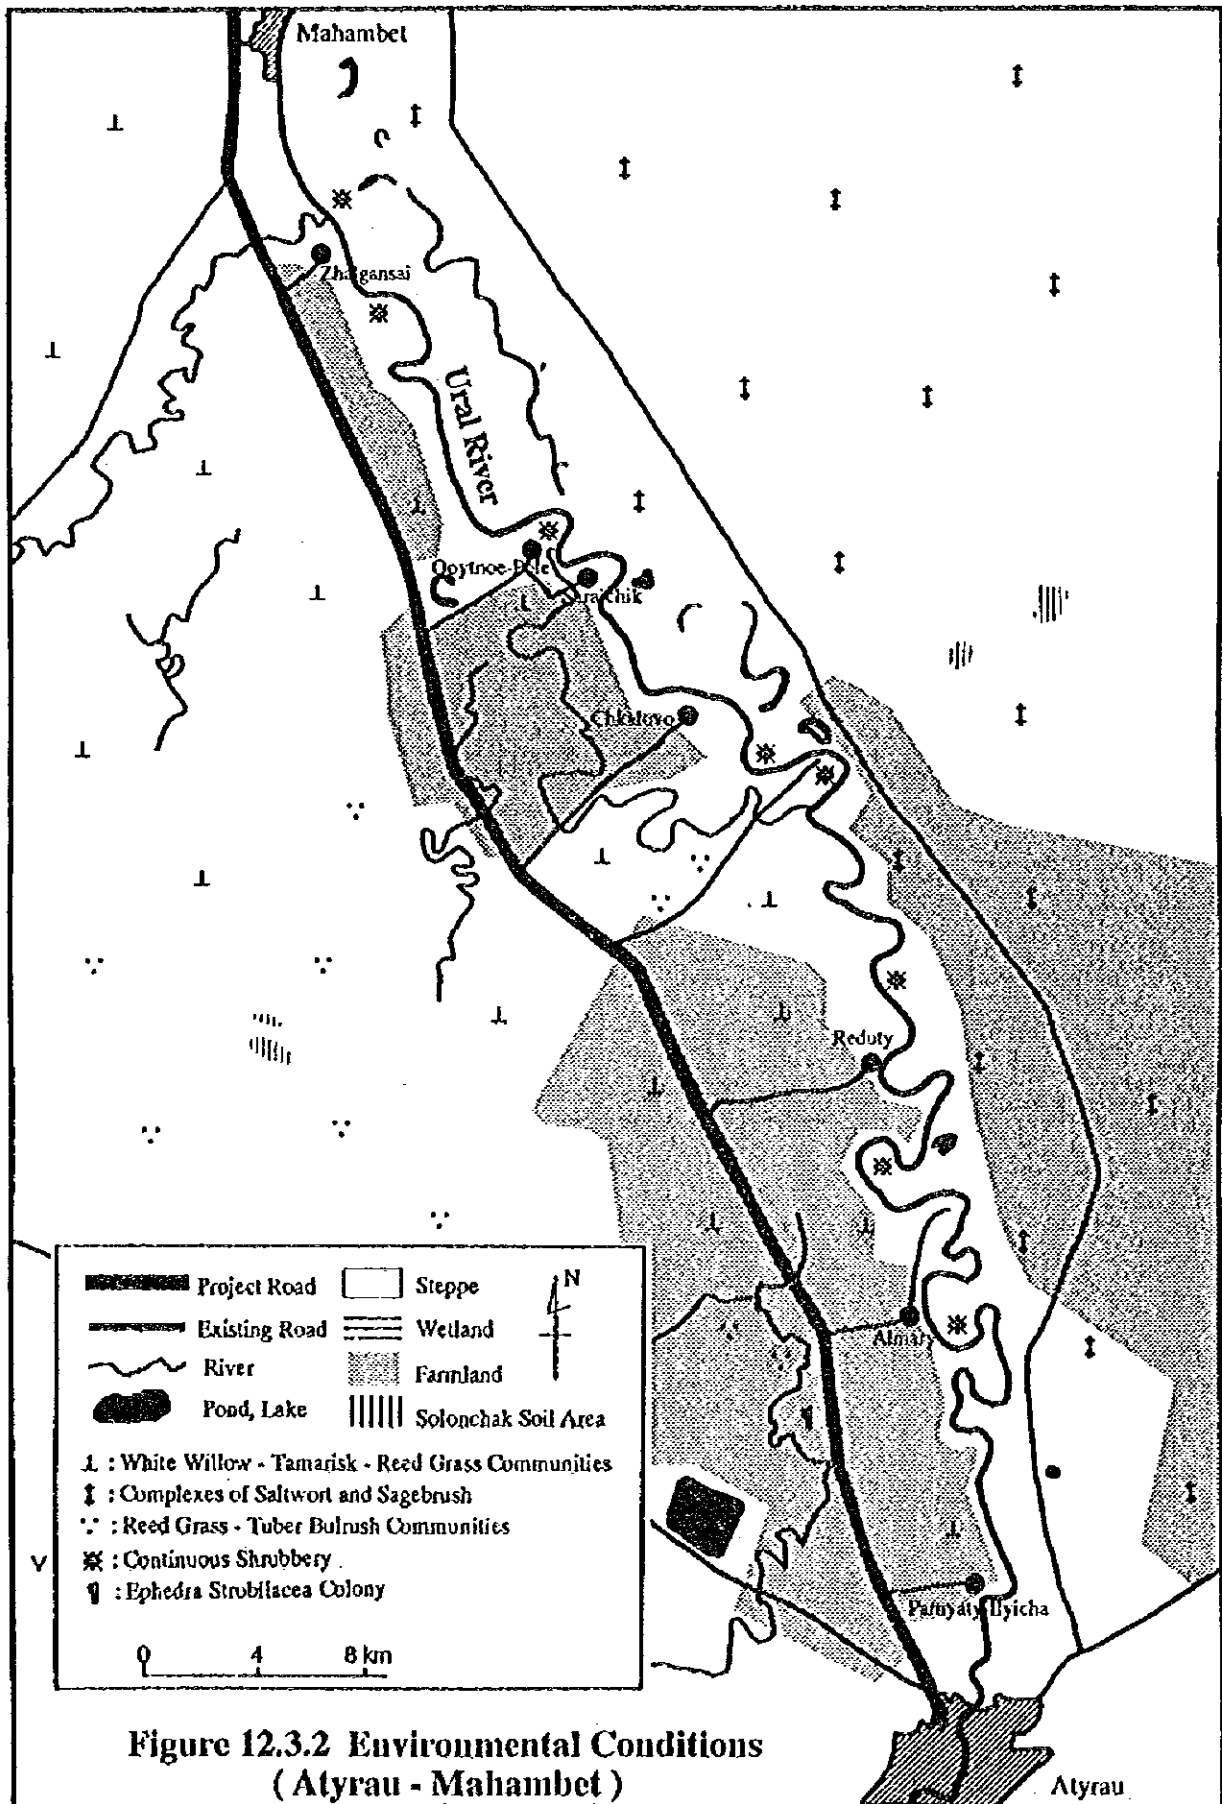 Mahambet
Zhalgansai
Ural River
Opytnoe-Pole
Saraichik
Chkalovo
Reduty
Almaly
Pamyaty-Ilyicha
Project Road
Steppe
N
Existing Road
Wetland
River
Farmland
Pond, Lake
Solonchak Soil Area
: White Willow - Tamarisk - Reed Grass Communities
: Complexes of Saltwort and Sagebrush
: Reed Grass - Tuber Bulrush Communities
: Continuous Shrubbery
: Ephedra Strobilacea Colony
0 4 8 km
Figure 12.3.2 Environmental Conditions
( Atyrau - Mahambet )
Atyrau